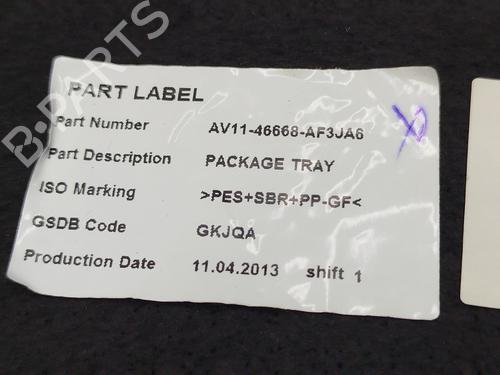 PART LABEL
Part Number AV11-46668-AF3JA6
Part Description PACKAGE TRAY
ISO Marking >PES+SBR+PP-GF<
GSDB Code GKJQA
Production Date 11.04.2013 shift 1
B-PARTS